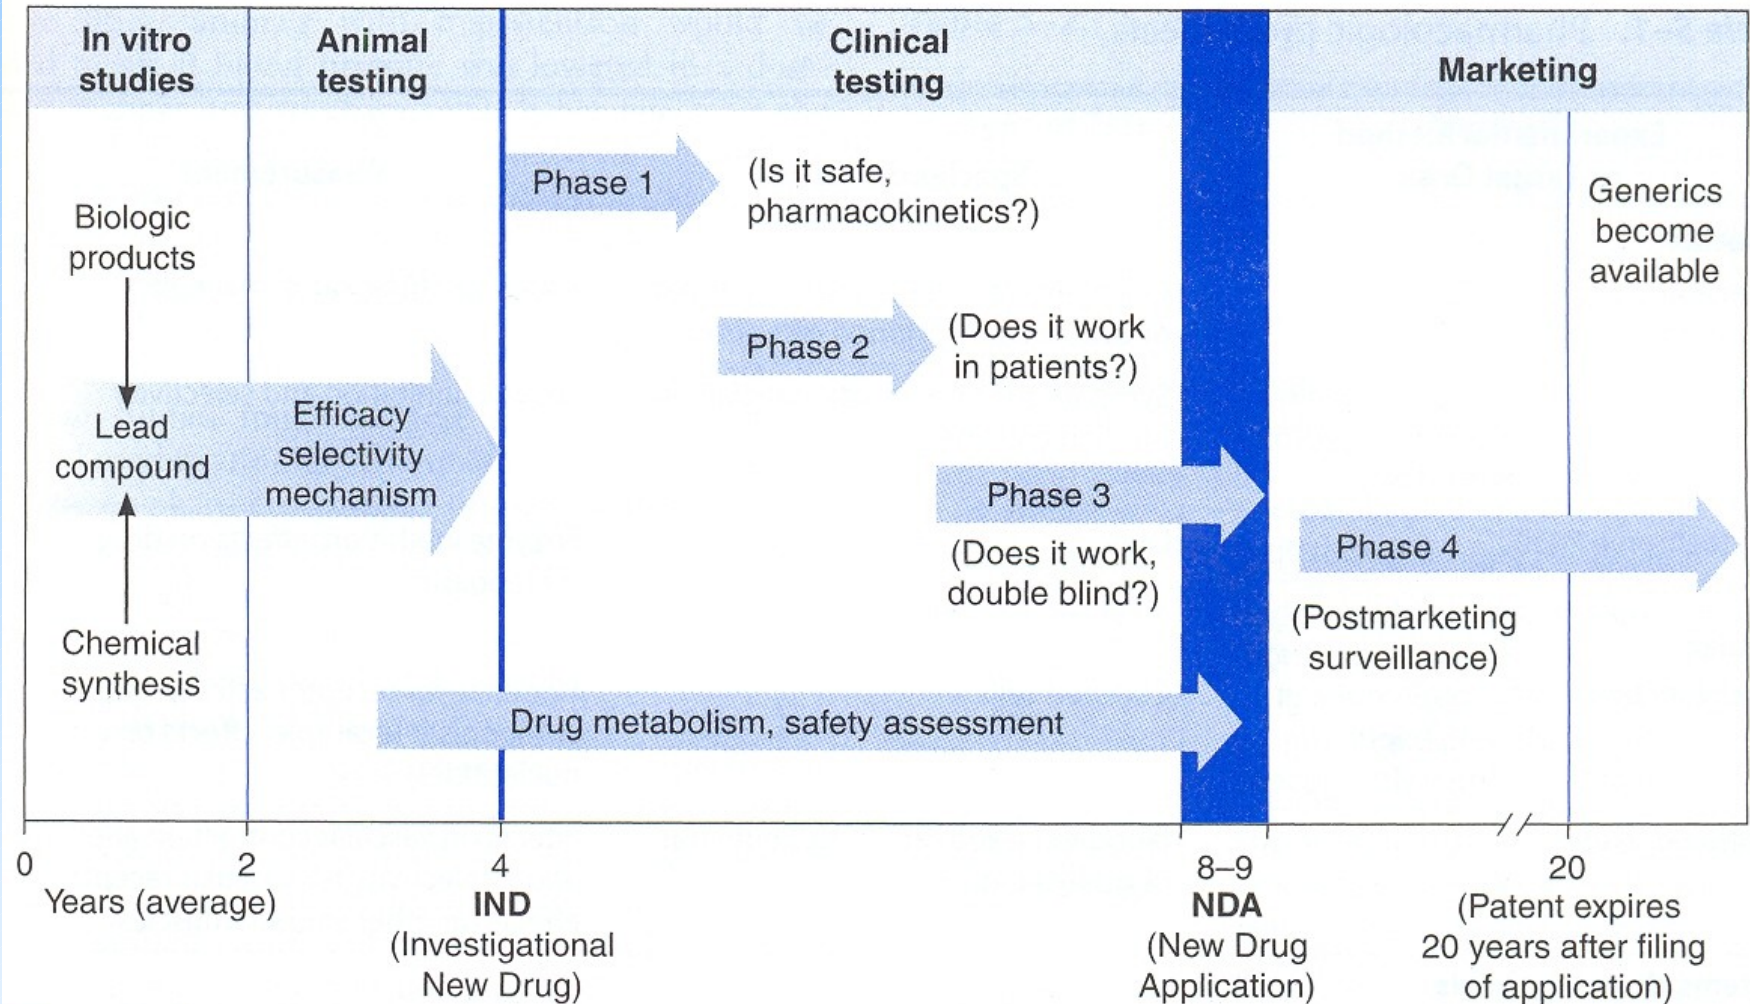 In vitro
studies
Animal
testing
Clinical
testing
Marketing
Phase 1
(Is it safe,
pharmacokinetics?)
Generics
become
available
Biologic
products
Phase 2
(Does it work
in patients?)
Lead
compound
Efficacy
selectivity
mechanism
Phase 3
(Does it work,
double blind?)
Phase 4
(Postmarketing
surveillance)
Chemical
synthesis
Drug metabolism, safety assessment
0
2
4
8–9
20
Years (average)
IND
(Investigational
New Drug)
NDA
(New Drug
Application)
(Patent expires
20 years after filing
of application)